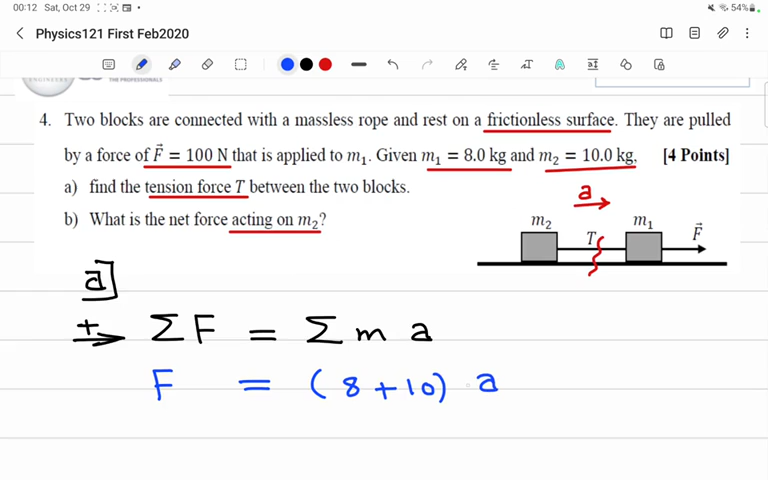 00:12 Sat, Oct 29
54%
Physics121 First Feb2020
THE PROFESSIONALS
4. Two blocks are connected with a massless rope and rest on a frictionless surface. They are pulled
by a force of F⃗ = 100 N that is applied to m₁. Given m₁ = 8.0 kg and m₂ = 10.0 kg. [4 Points]
a) find the tension force T between the two blocks.
b) What is the net force acting on m₂?
a
m₂ T m₁ F⃗
a]
+ ΣF = Σ m a
F = (8+10) a